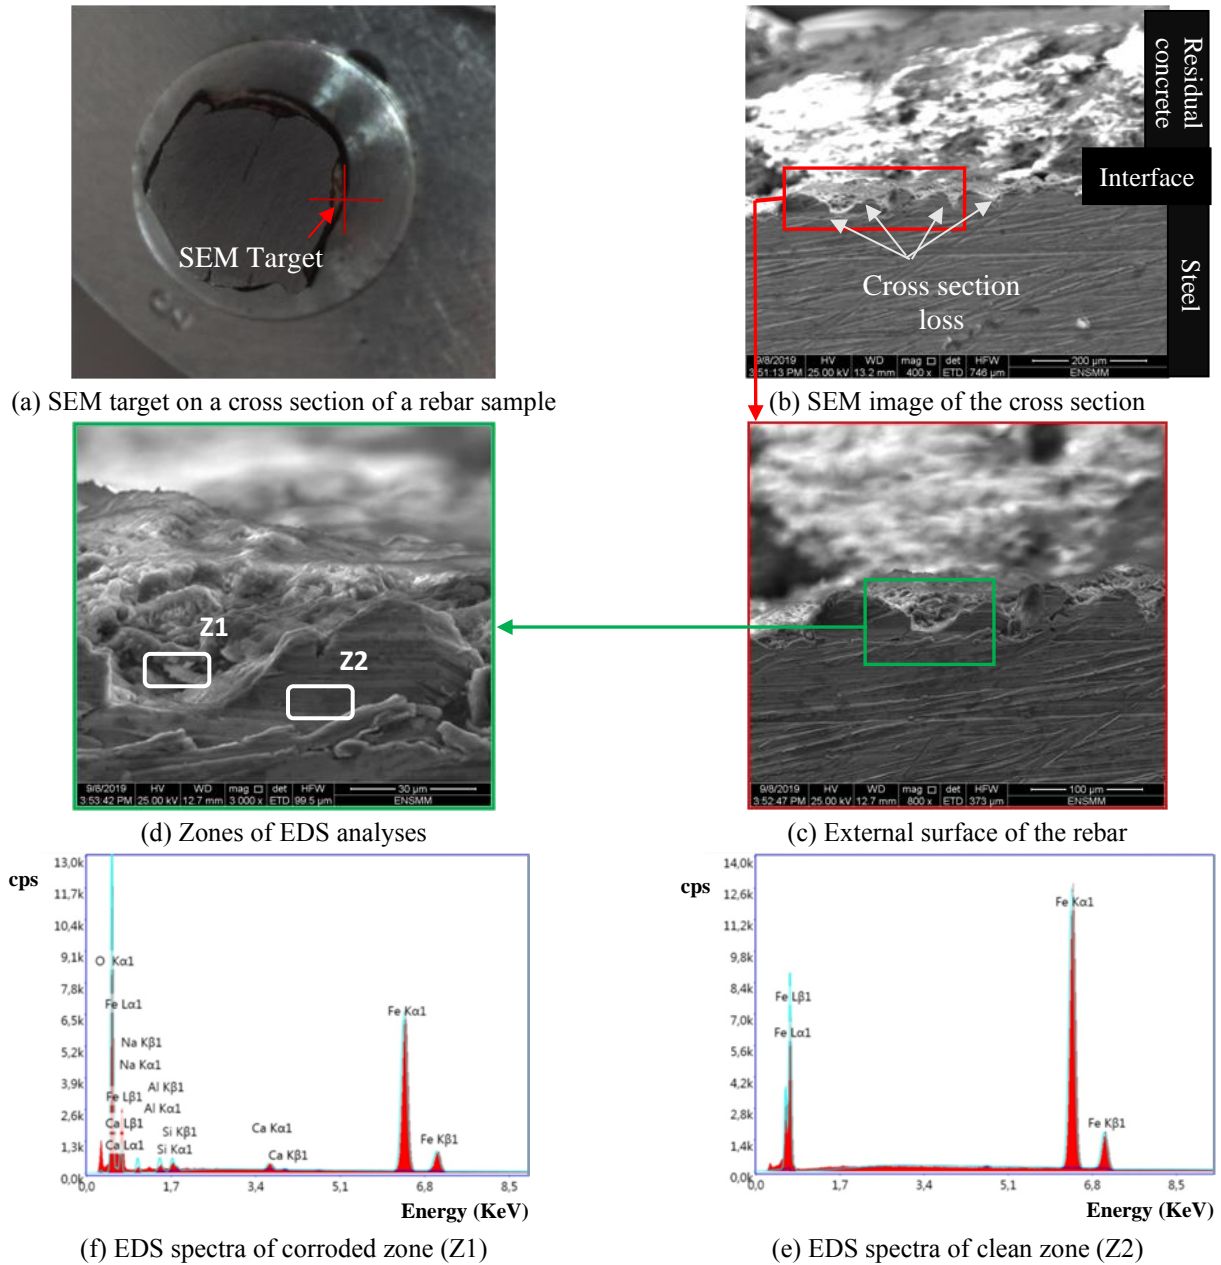 SEM Target
Residual
concrete
Interface
Steel
Cross section
loss
9/8/2019 HV WD mag □ det HFW 200 µm
3:51:13 PM 25.00 kV 13.2 mm 400 x ETD 746 µm ENSMM
(a) SEM target on a cross section of a rebar sample
(b) SEM image of the cross section
Z1
Z2
9/8/2019 HV WD mag □ det HFW 30 µm
3:53:42 PM 25.00 kV 12.7 mm 3 000 x ETD 99.5 µm ENSMM
9/8/2019 HV WD mag □ det HFW 100 µm
3:52:47 PM 25.00 kV 12.7 mm 800 x ETD 373 µm ENSMM
(d) Zones of EDS analyses
(c) External surface of the rebar
cps
13,0k
11,7k
10,4k
9,1k
7,8k
6,5k
5,2k
3,9k
2,6k
1,3k
0,0k
O Kα1
Fe Lα1
Na Kβ1
Na Kα1
Al Kβ1
Fe Lβ1
Al Kα1
Ca Lβ1
Si Kβ1
Ca Lα1
Si Kα1
Ca Kα1
Ca Kβ1
Fe Kα1
Fe Kβ1
0,0 1,7 3,4 5,1 6,8 8,5
Energy (KeV)
cps
14,0k
12,6k
11,2k
9,8k
8,4k
7,0k
5,6k
4,2k
2,8k
1,4k
0,0k
Fe Lβ1
Fe Lα1
Fe Kα1
Fe Kβ1
0,0 1,7 3,4 5,1 6,8 8,5
Energy (KeV)
(f) EDS spectra of corroded zone (Z1)
(e) EDS spectra of clean zone (Z2)